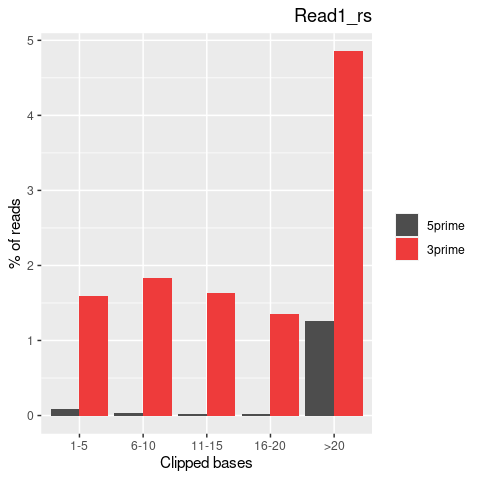 Read1_rs
% of reads
5
4
3
2
1
0
1-5 6-10 11-15 16-20 >20
Clipped bases
5prime
3prime